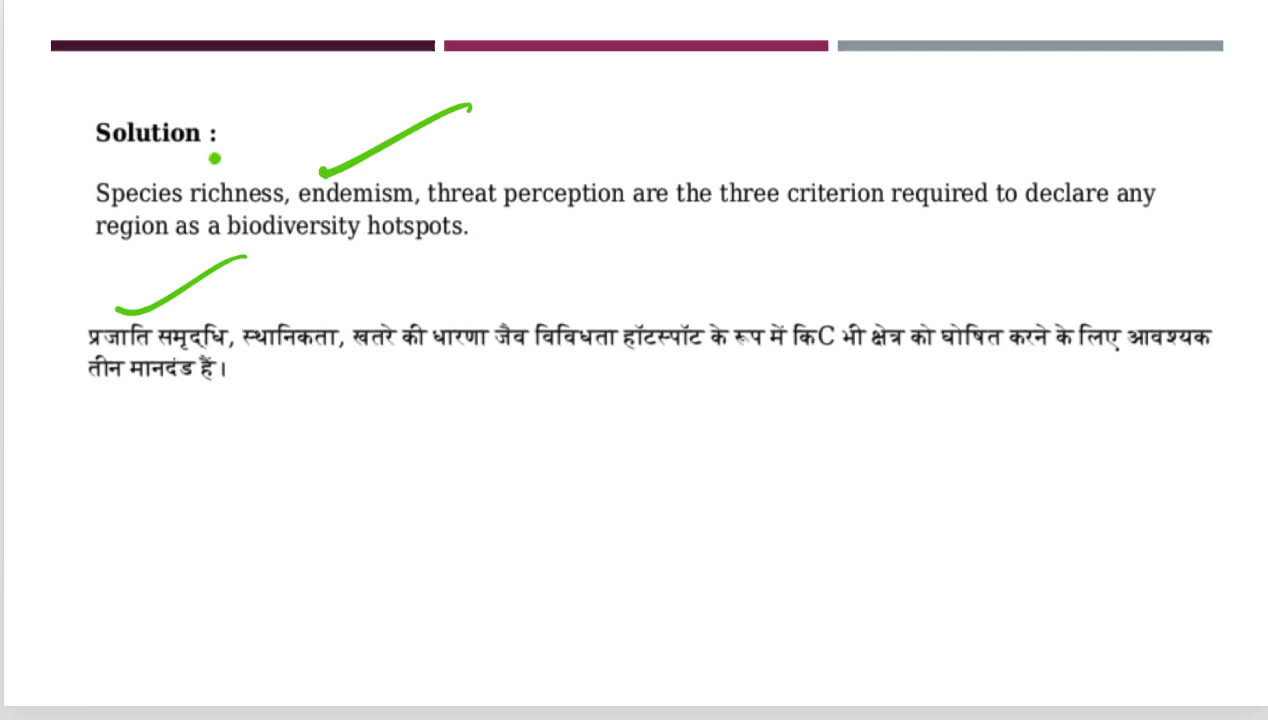 Solution :
Species richness, endemism, threat perception are the three criterion required to declare any
region as a biodiversity hotspots.
प्रजाति समृद्धि, स्थानिकता, खतरे की धारणा जैव विविधता हॉटस्पॉट के रूप में किC भी क्षेत्र को घोषित करने के लिए आवश्यक
तीन मानदंड हैं।